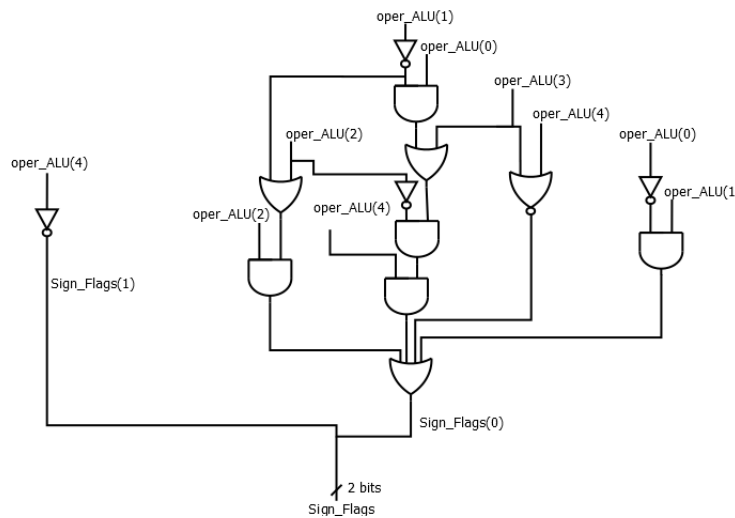 oper_ALU(1)
oper_ALU(0)
oper_ALU(3)
oper_ALU(4)
oper_ALU(2)
oper_ALU(0)
oper_ALU(4)
oper_ALU(1
oper_ALU(2)
oper_ALU(4)
Sign_Flags(1)
Sign_Flags(0)
2 bits
Sign_Flags